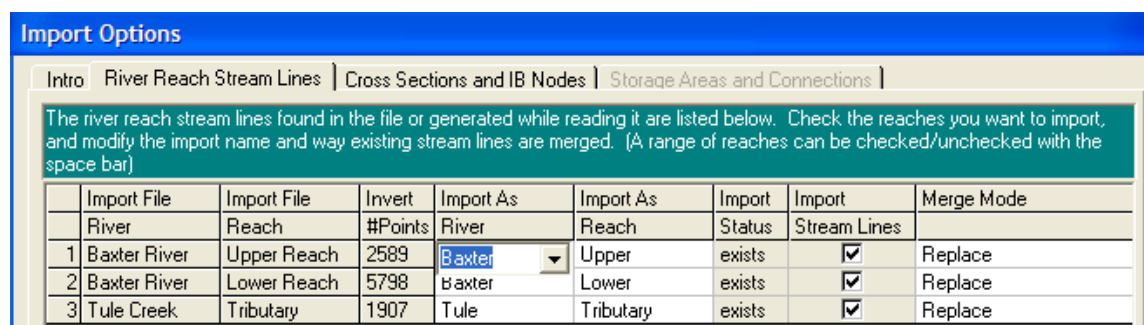 Import Options
Intro River Reach Stream Lines Cross Sections and IB Nodes Storage Areas and Connections
The river reach stream lines found in the file or generated while reading it are listed below. Check the reaches you want to import,
and modify the import name and way existing stream lines are merged. (A range of reaches can be checked/unchecked with the
space bar)
Import File Import File Invert Import As Import As Import Import Merge Mode
River Reach #Points River Reach Status Stream Lines
1 Baxter River Upper Reach 2589 Baxter Upper exists Replace
2 Baxter River Lower Reach 5798 Baxter Lower exists Replace
3 Tule Creek Tributary 1907 Tule Tributary exists Replace